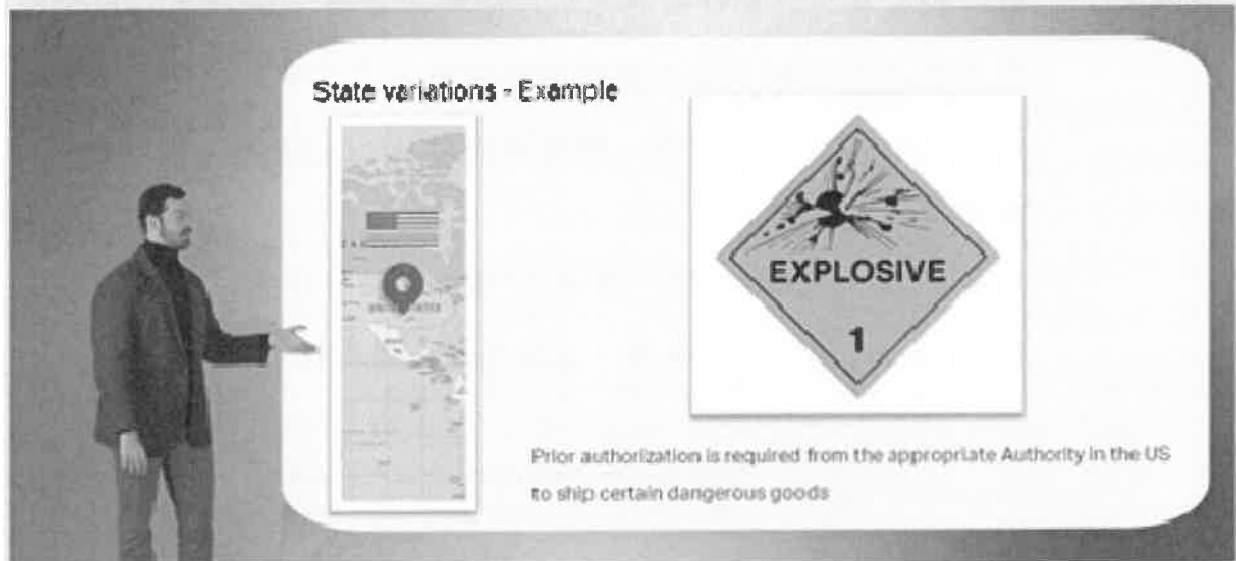 State variations - Example
EXPLOSIVE
1
Prior authorization is required from the appropriate Authority in the US
to ship certain dangerous goods